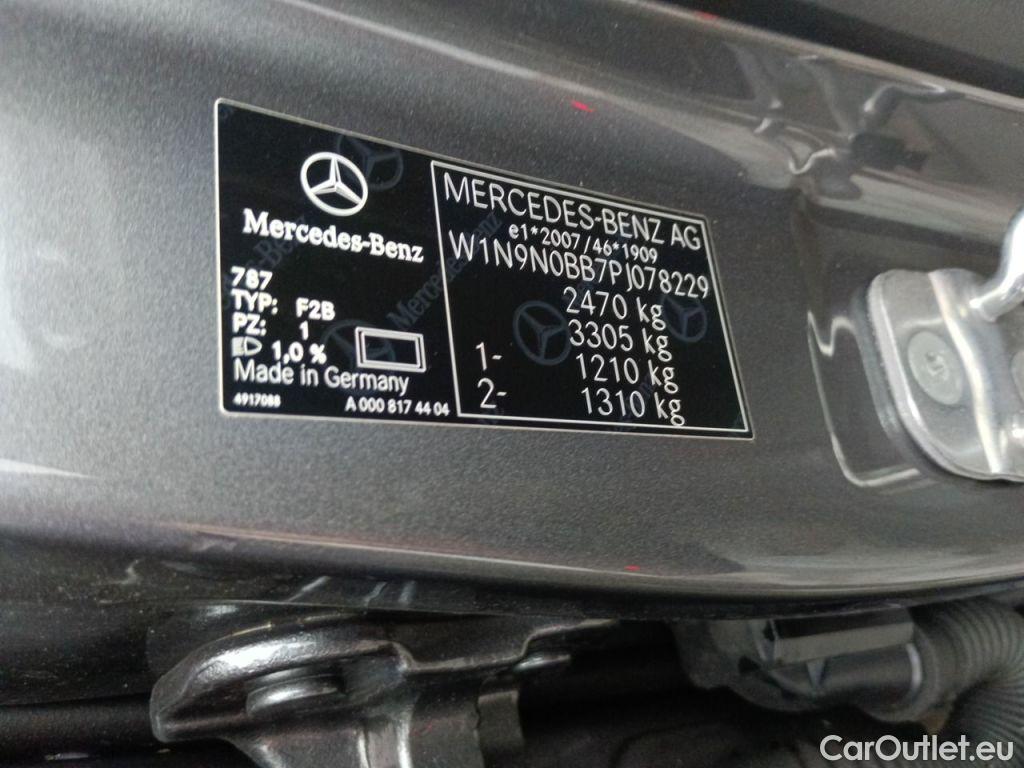 Mercedes-Benz
787
TYP: F2B
PZ: 1
1,0 %
Made in Germany
4917088
A 000 817 44 04
MERCEDES-BENZ AG
e1*2007/46*1909
W1N9N0BB7PJ078229
2470 kg
3305 kg
1- 1210 kg
2- 1310 kg
CarOutlet.eu